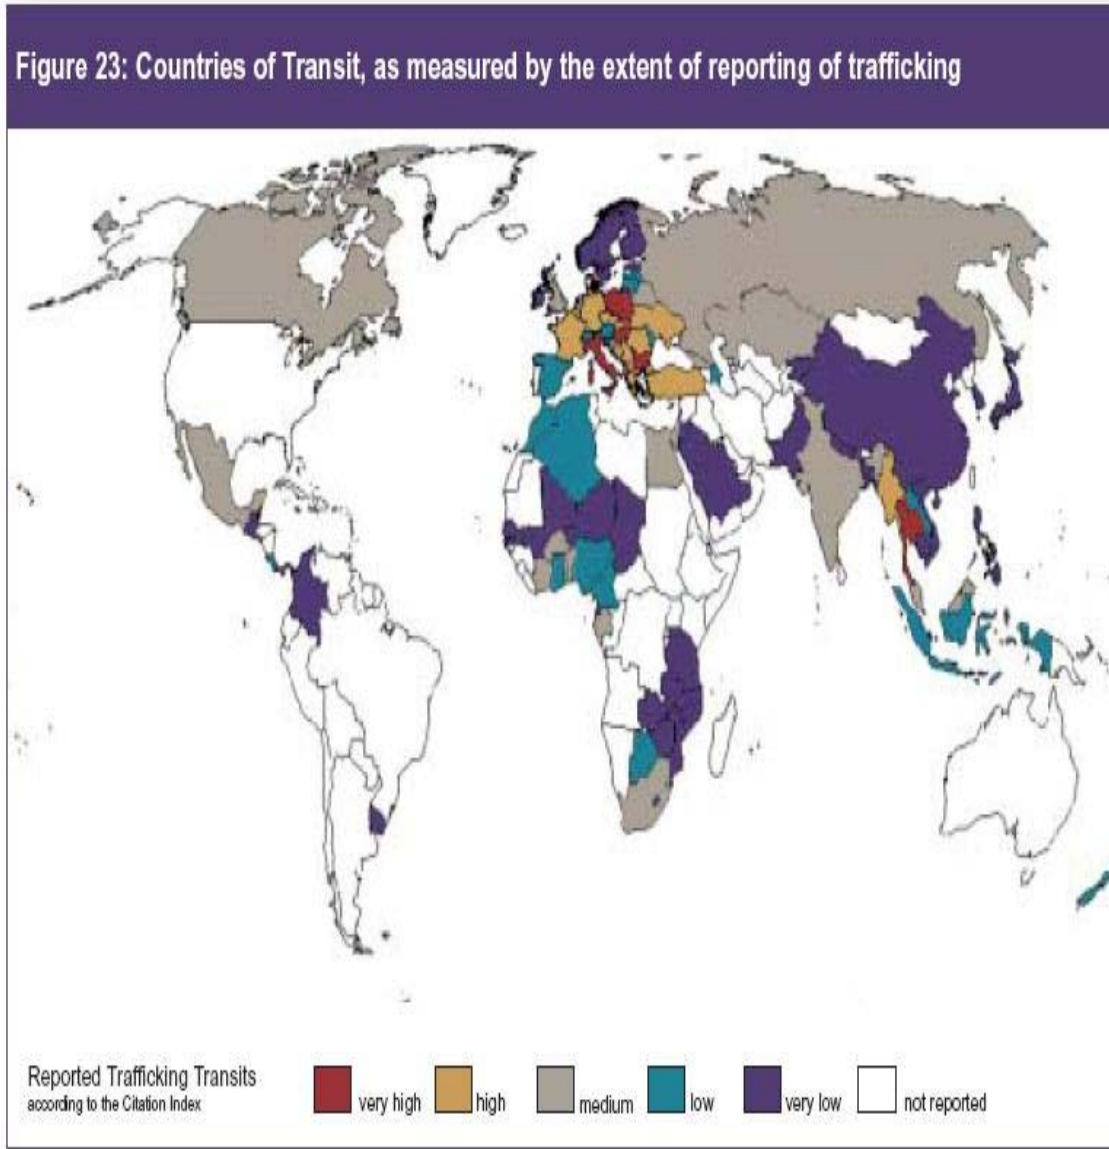 Figure 23: Countries of Transit, as measured by the extent of reporting of trafficking
Reported Trafficking Transits
according to the Citation Index
very high
high
medium
low
very low
not reported